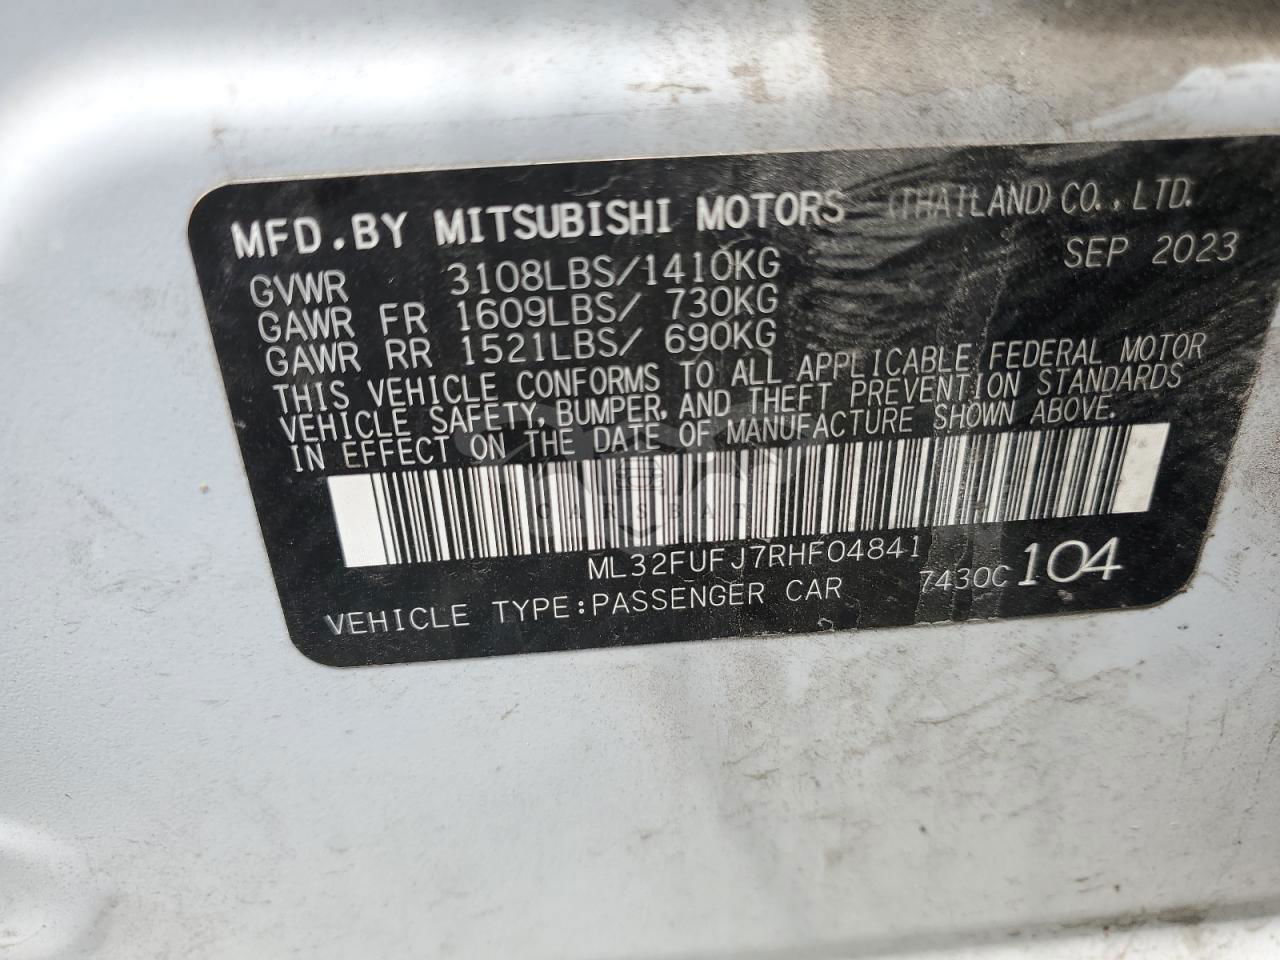 MFD.BY MITSUBISHI MOTORS (THAILAND) CO., LTD.
SEP 2023
GVWR 3108LBS/1410KG
GAWR FR 1609LBS/ 730KG
GAWR RR 1521LBS/ 690KG
THIS VEHICLE CONFORMS TO ALL APPLICABLE FEDERAL MOTOR
VEHICLE SAFETY, BUMPER, AND THEFT PREVENTION STANDARDS
IN EFFECT ON THE DATE OF MANUFACTURE SHOWN ABOVE.
CARSBAT
ML32FUFJ7RHF04841
VEHICLE TYPE:PASSENGER CAR 7430C 104